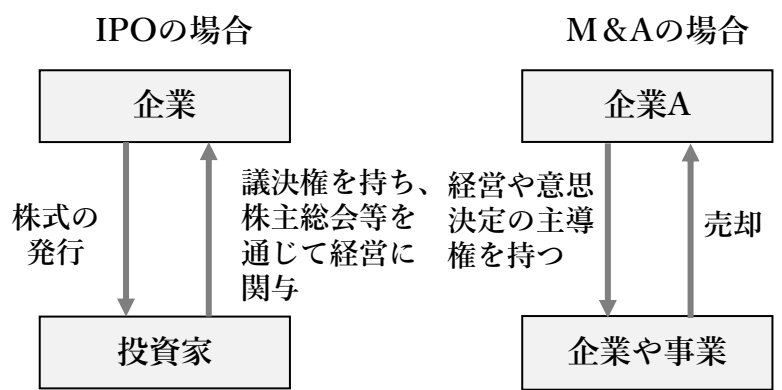 IPOの場合
企業
株式の
発行
議決権を持ち、
株主総会等を
通じて経営に
関与
投資家
M&Aの場合
企業A
経営や意思
決定の主導
権を持つ
売却
企業や事業